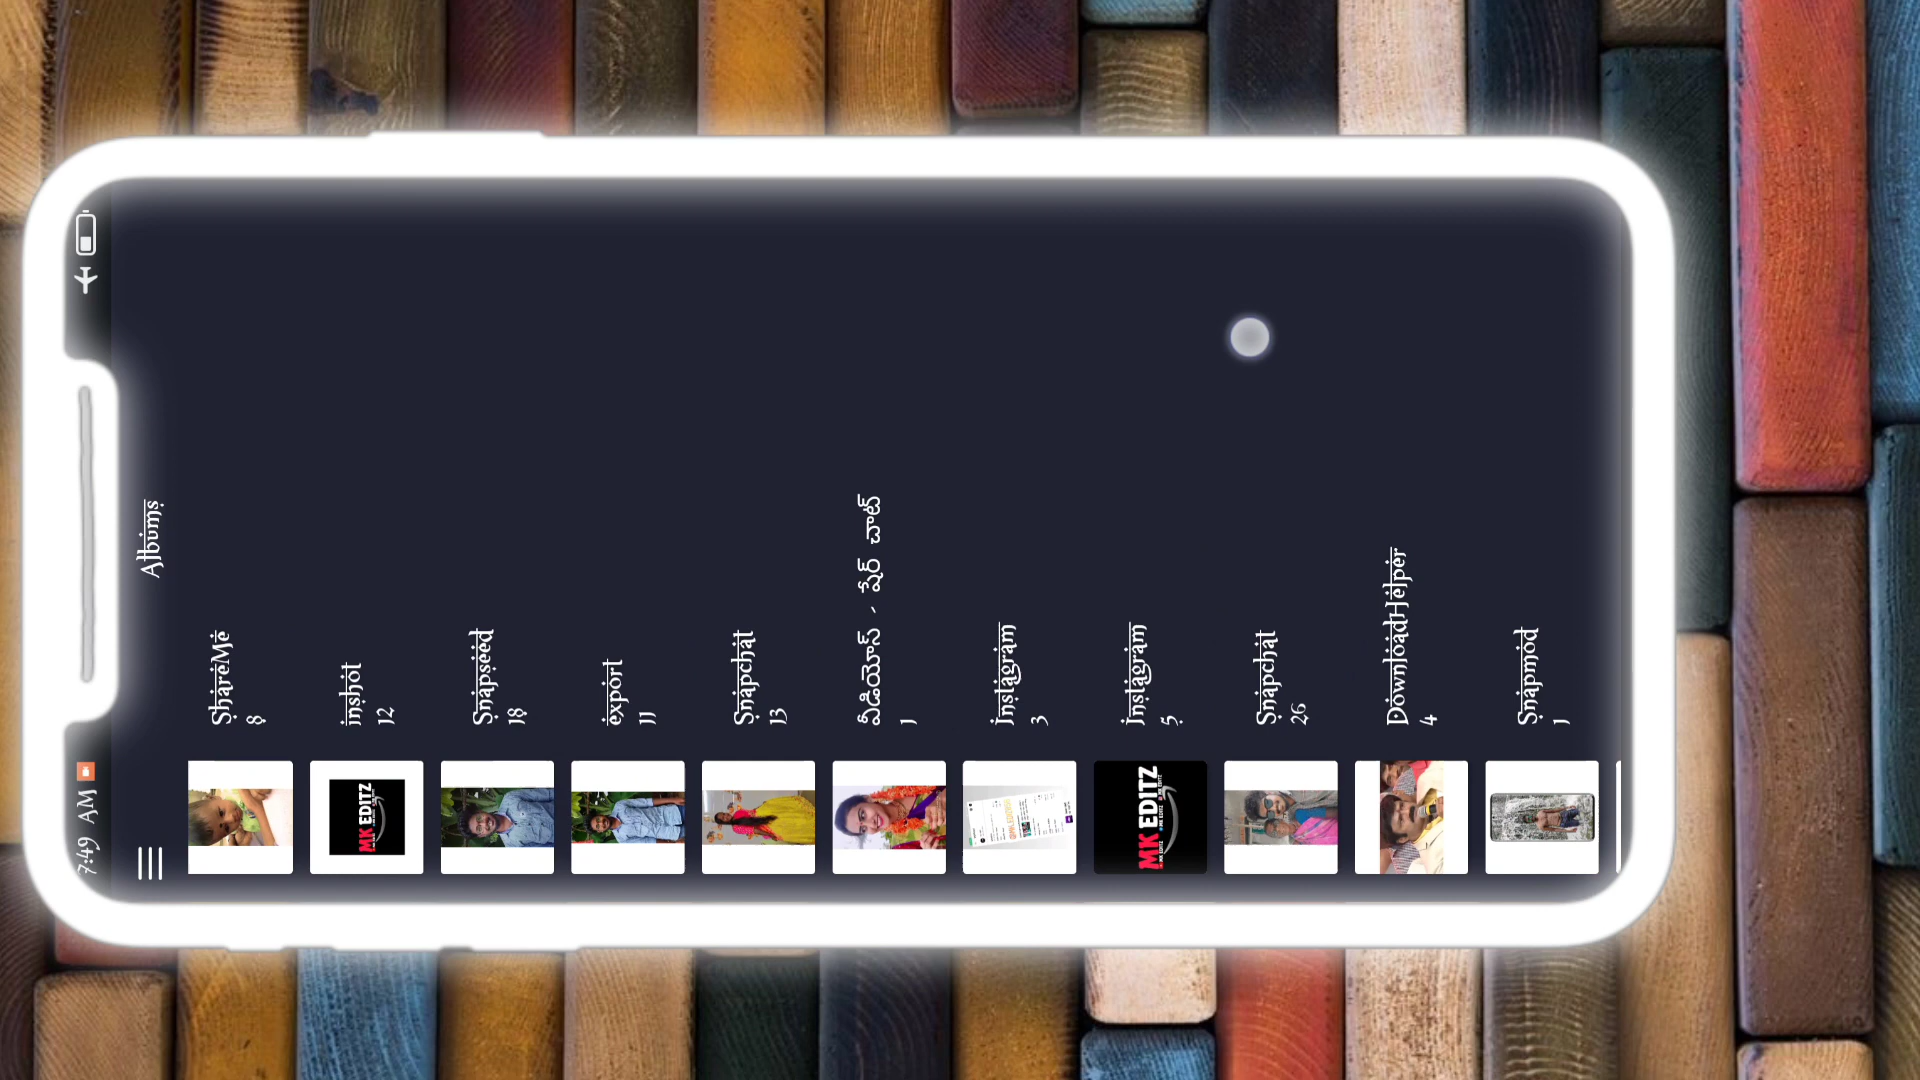 7:49 AM
Albums
ShareMe
8
inshot
12
MK EDITZ
Snapseed
18
export
11
Snapchat
13
వీడియోస్ - షేర్ చాట్
1
Instagram
3
Instagram
5
MK EDITZ
Snapchat
26
DownloadHelper
4
Snapmod
1